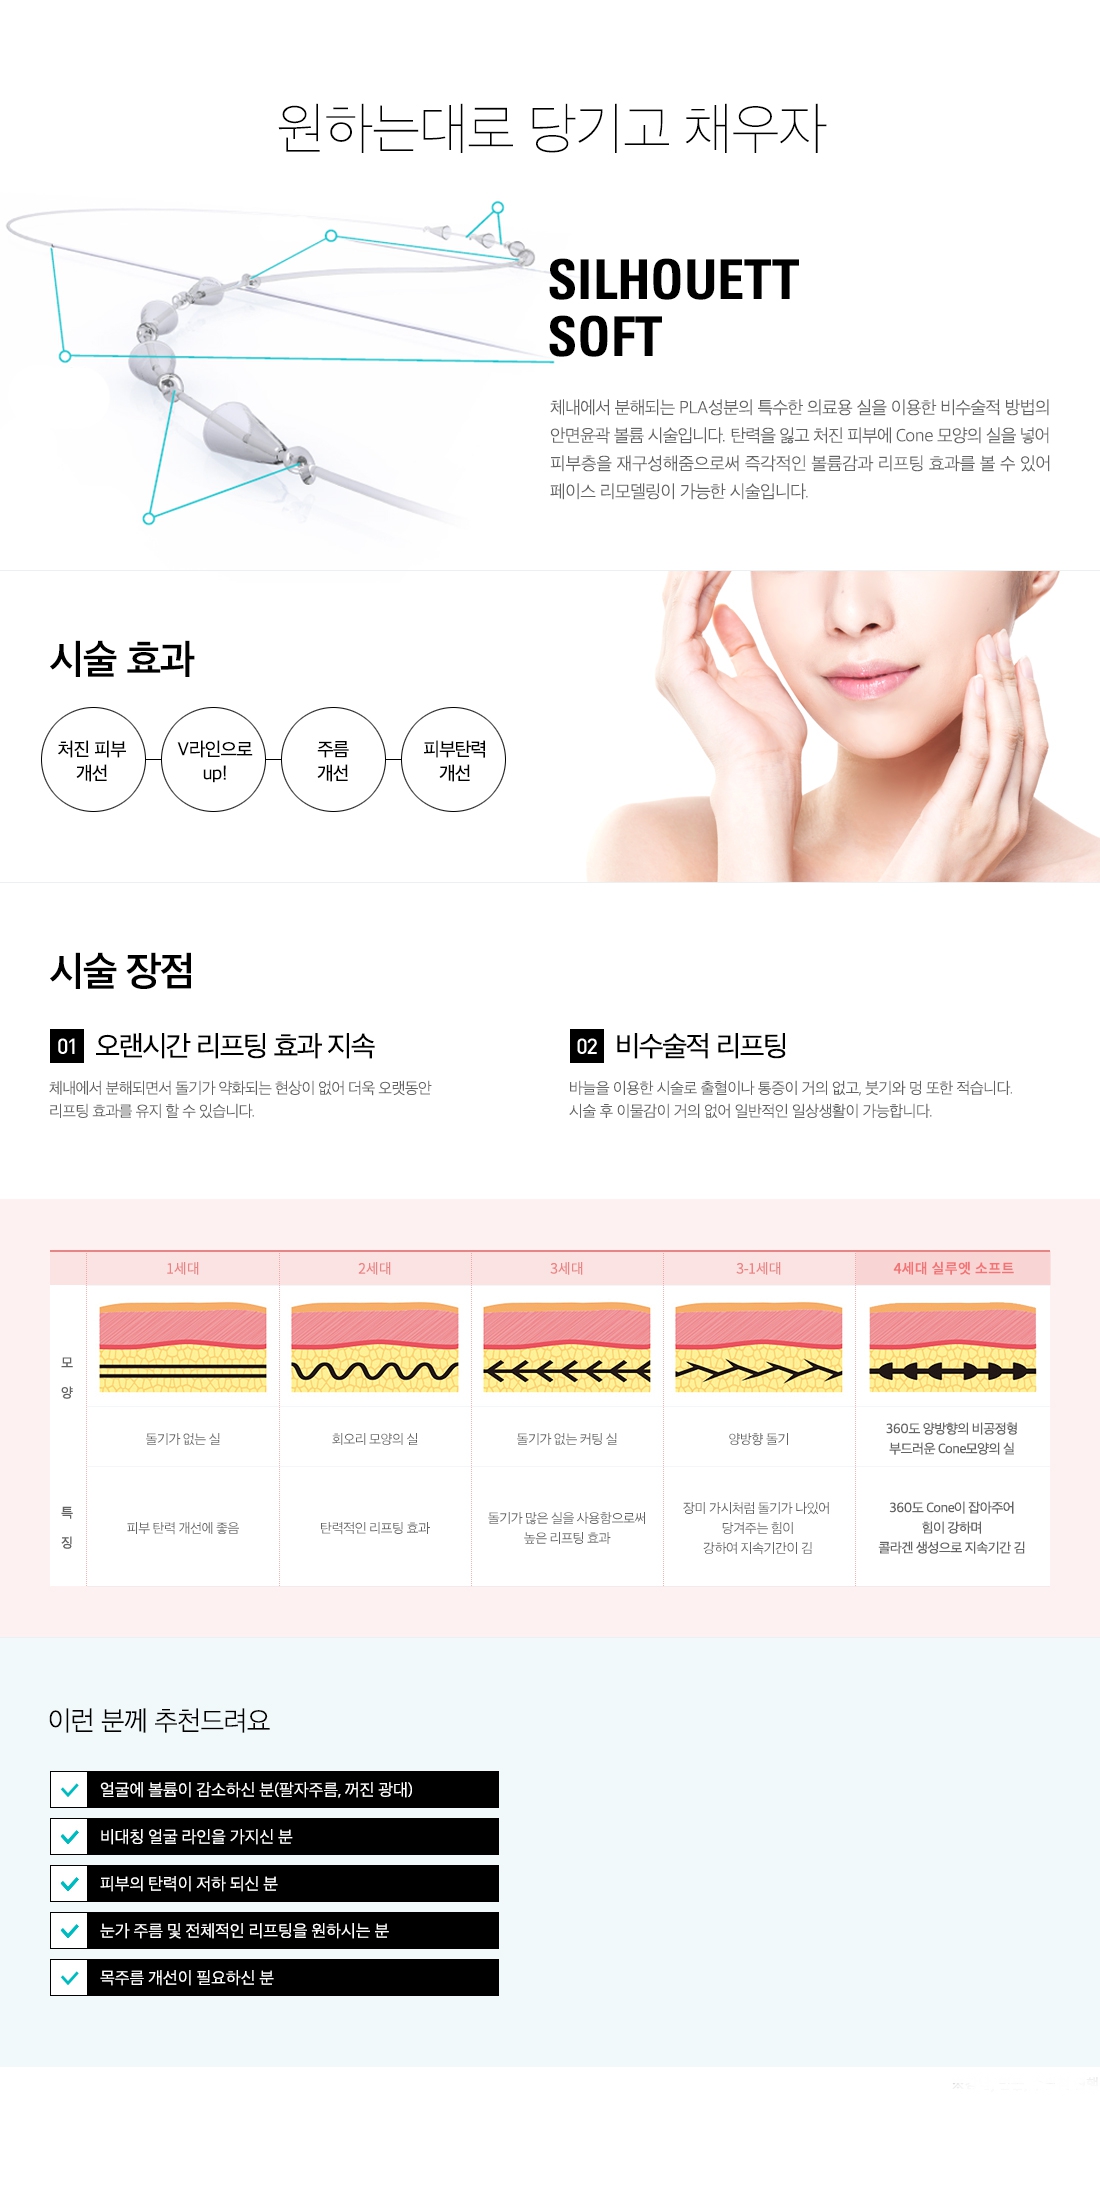 원하는대로 당기고 채우자
SILHOUETT
SOFT
체내에서 분해되는 PLA성분의 특수한 의료용 실을 이용한 비수술적 방법의
안면윤곽 볼륨 시술입니다. 탄력을 잃고 처진 피부에 Cone 모양의 실을 넣어
피부층을 재구성해줌으로써 즉각적인 볼륨감과 리프팅 효과를 볼 수 있어
페이스 리모델링이 가능한 시술입니다.
시술 효과
처진 피부
개선
V라인으로
up!
주름
개선
피부탄력
개선
시술 장점
01 오랜시간 리프팅 효과 지속
체내에서 분해되면서 돌기가 약화되는 현상이 없어 더욱 오랫동안
리프팅 효과를 유지 할 수 있습니다.
02 비수술적 리프팅
바늘을 이용한 시술로 출혈이나 통증이 거의 없고, 붓기와 멍 또한 적습니다.
시술 후 이물감이 거의 없어 일반적인 일상생활이 가능합니다.
1세대 2세대 3세대 3-1세대 4세대 실루엣 소프트
모
양
돌기가 없는 실
회오리 모양의 실
돌기가 없는 커팅 실
양방향 돌기
360도 양방향의 비공정형
부드러운 Cone모양의 실
특
징
피부 탄력 개선에 좋음
탄력적인 리프팅 효과
돌기가 많은 실을 사용함으로써
높은 리프팅 효과
장미 가시처럼 돌기가 나있어
당겨주는 힘이
강하여 지속기간이 김
360도 Cone이 잡아주어
힘이 강하며
콜라겐 생성으로 지속기간 김
이런 분께 추천드려요
얼굴에 볼륨이 감소하신 분(팔자주름, 꺼진 광대)
비대칭 얼굴 라인을 가지신 분
피부의 탄력이 저하 되신 분
눈가 주름 및 전체적인 리프팅을 원하시는 분
목주름 개선이 필요하신 분